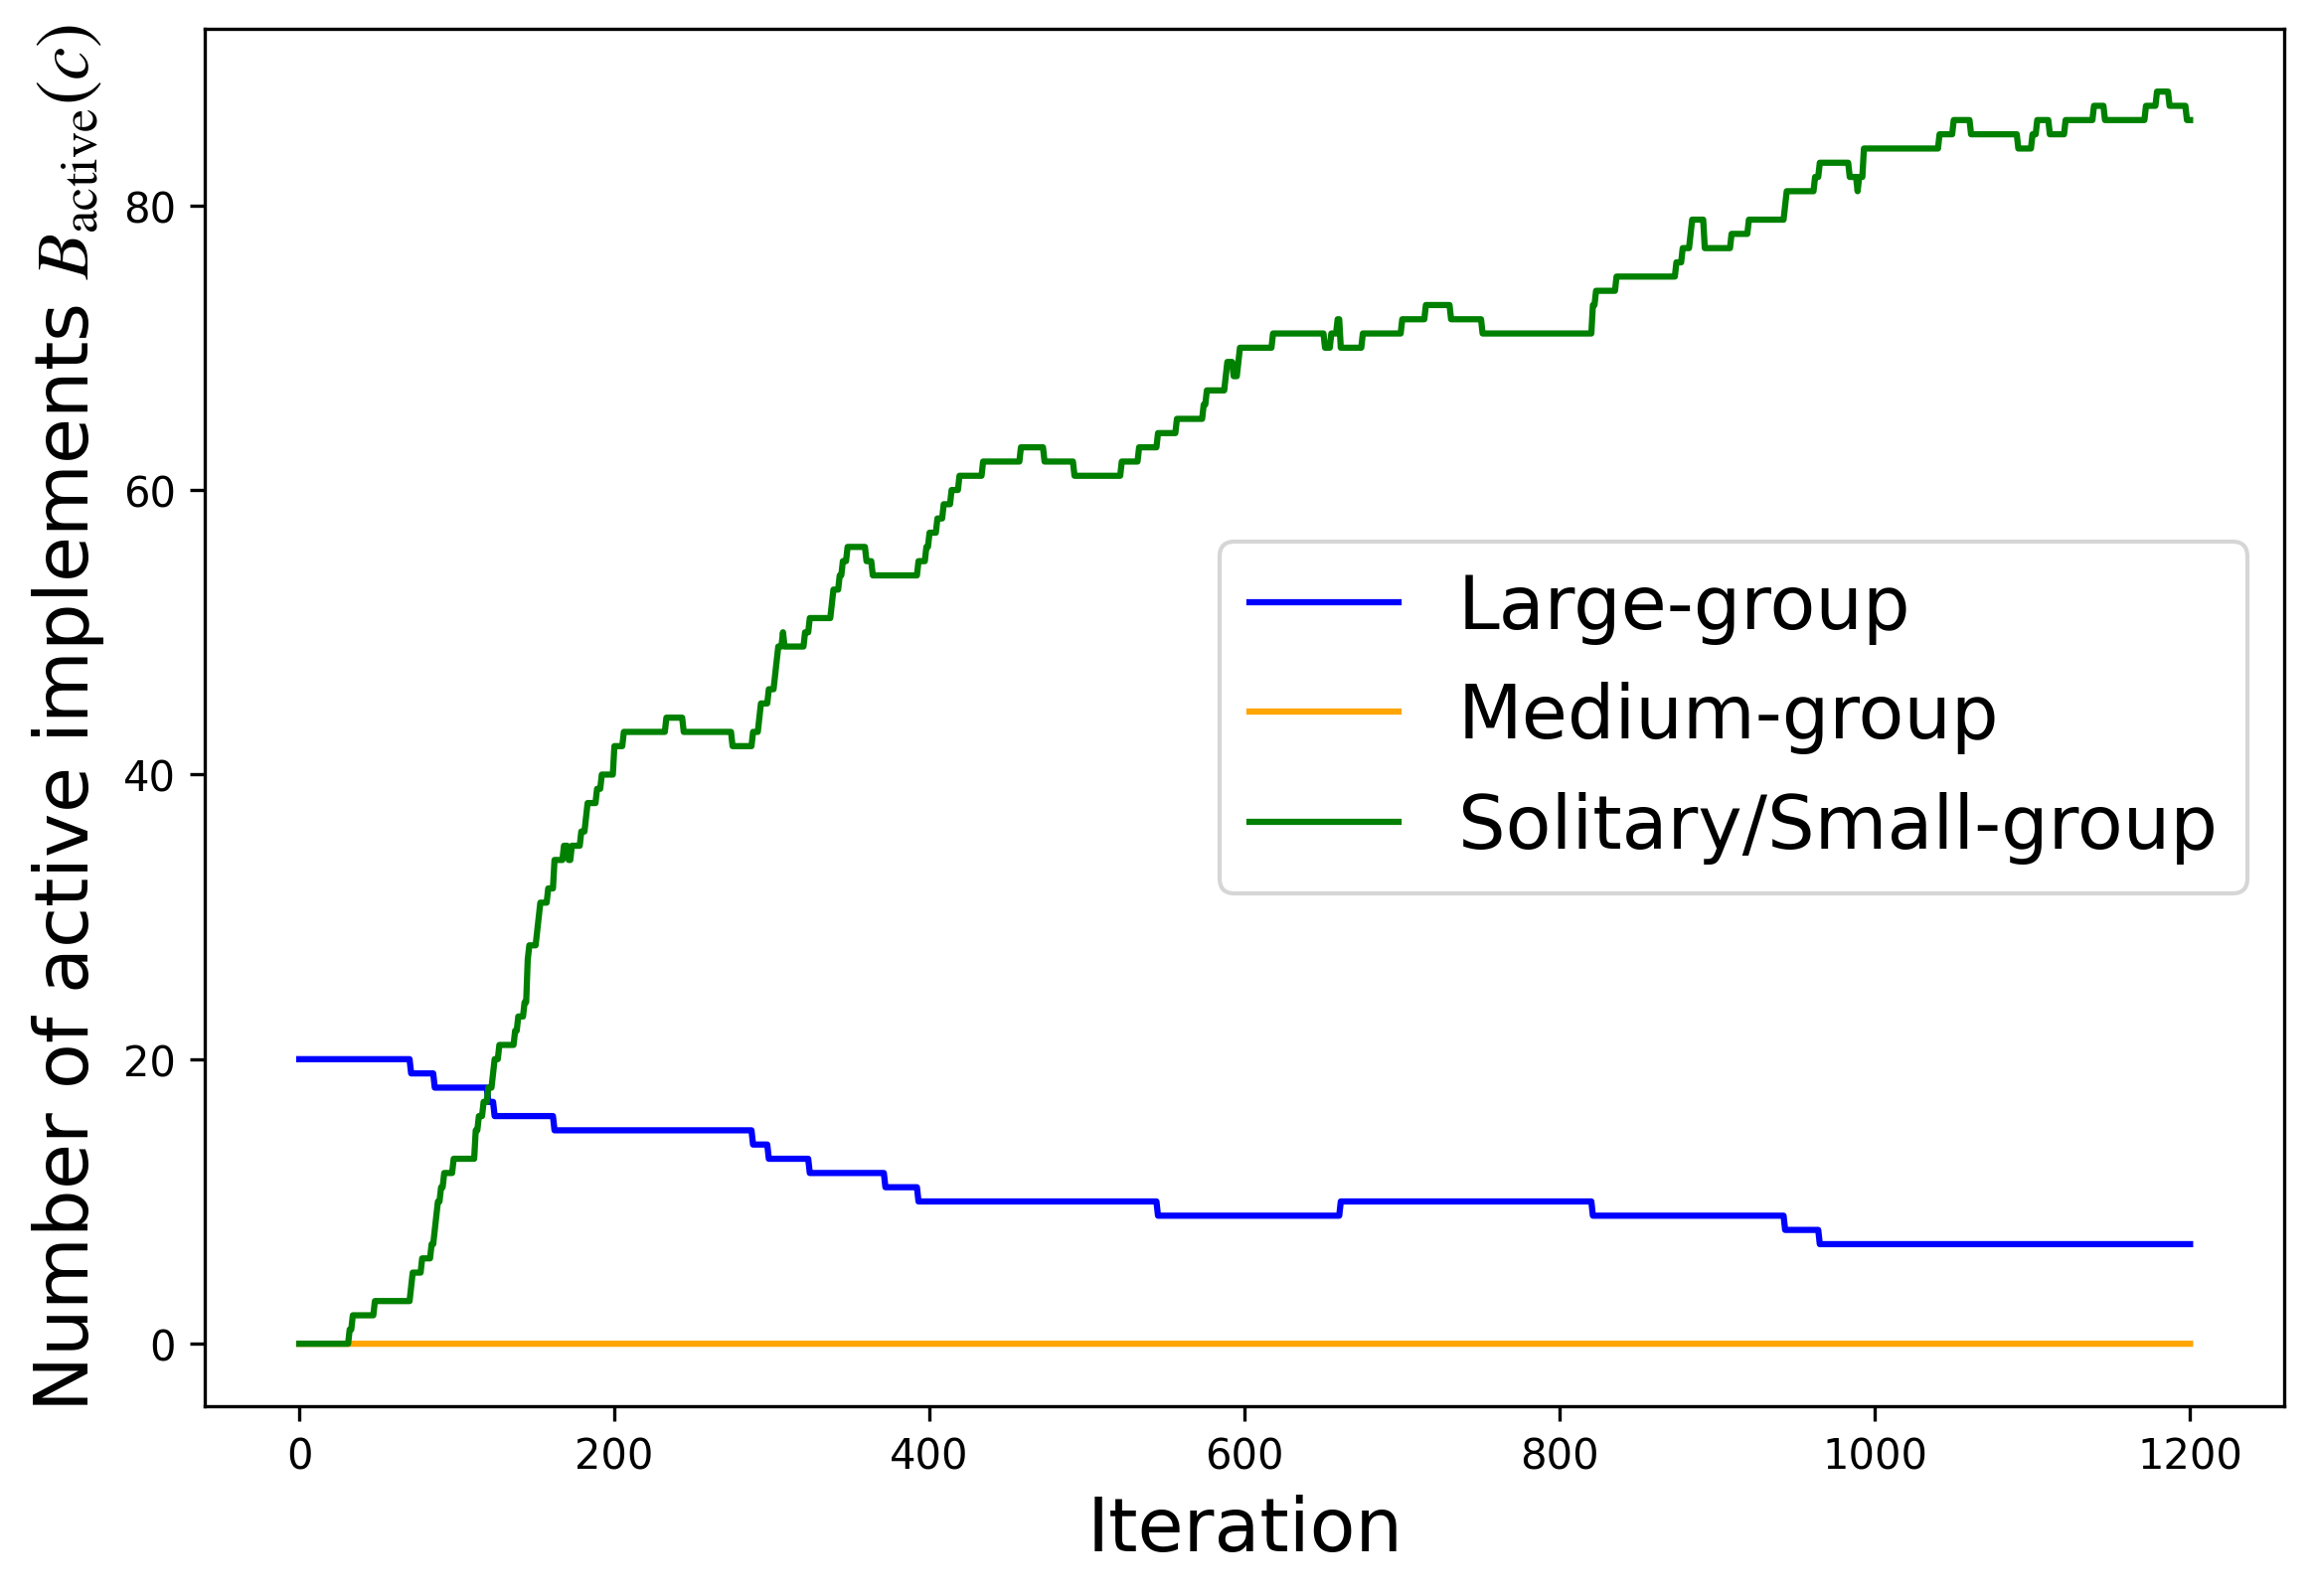 Number of active implements B_active(c)
80
60
40
20
0
Large-group
Medium-group
Solitary/Small-group
0 200 400 600 800 1000 1200
Iteration